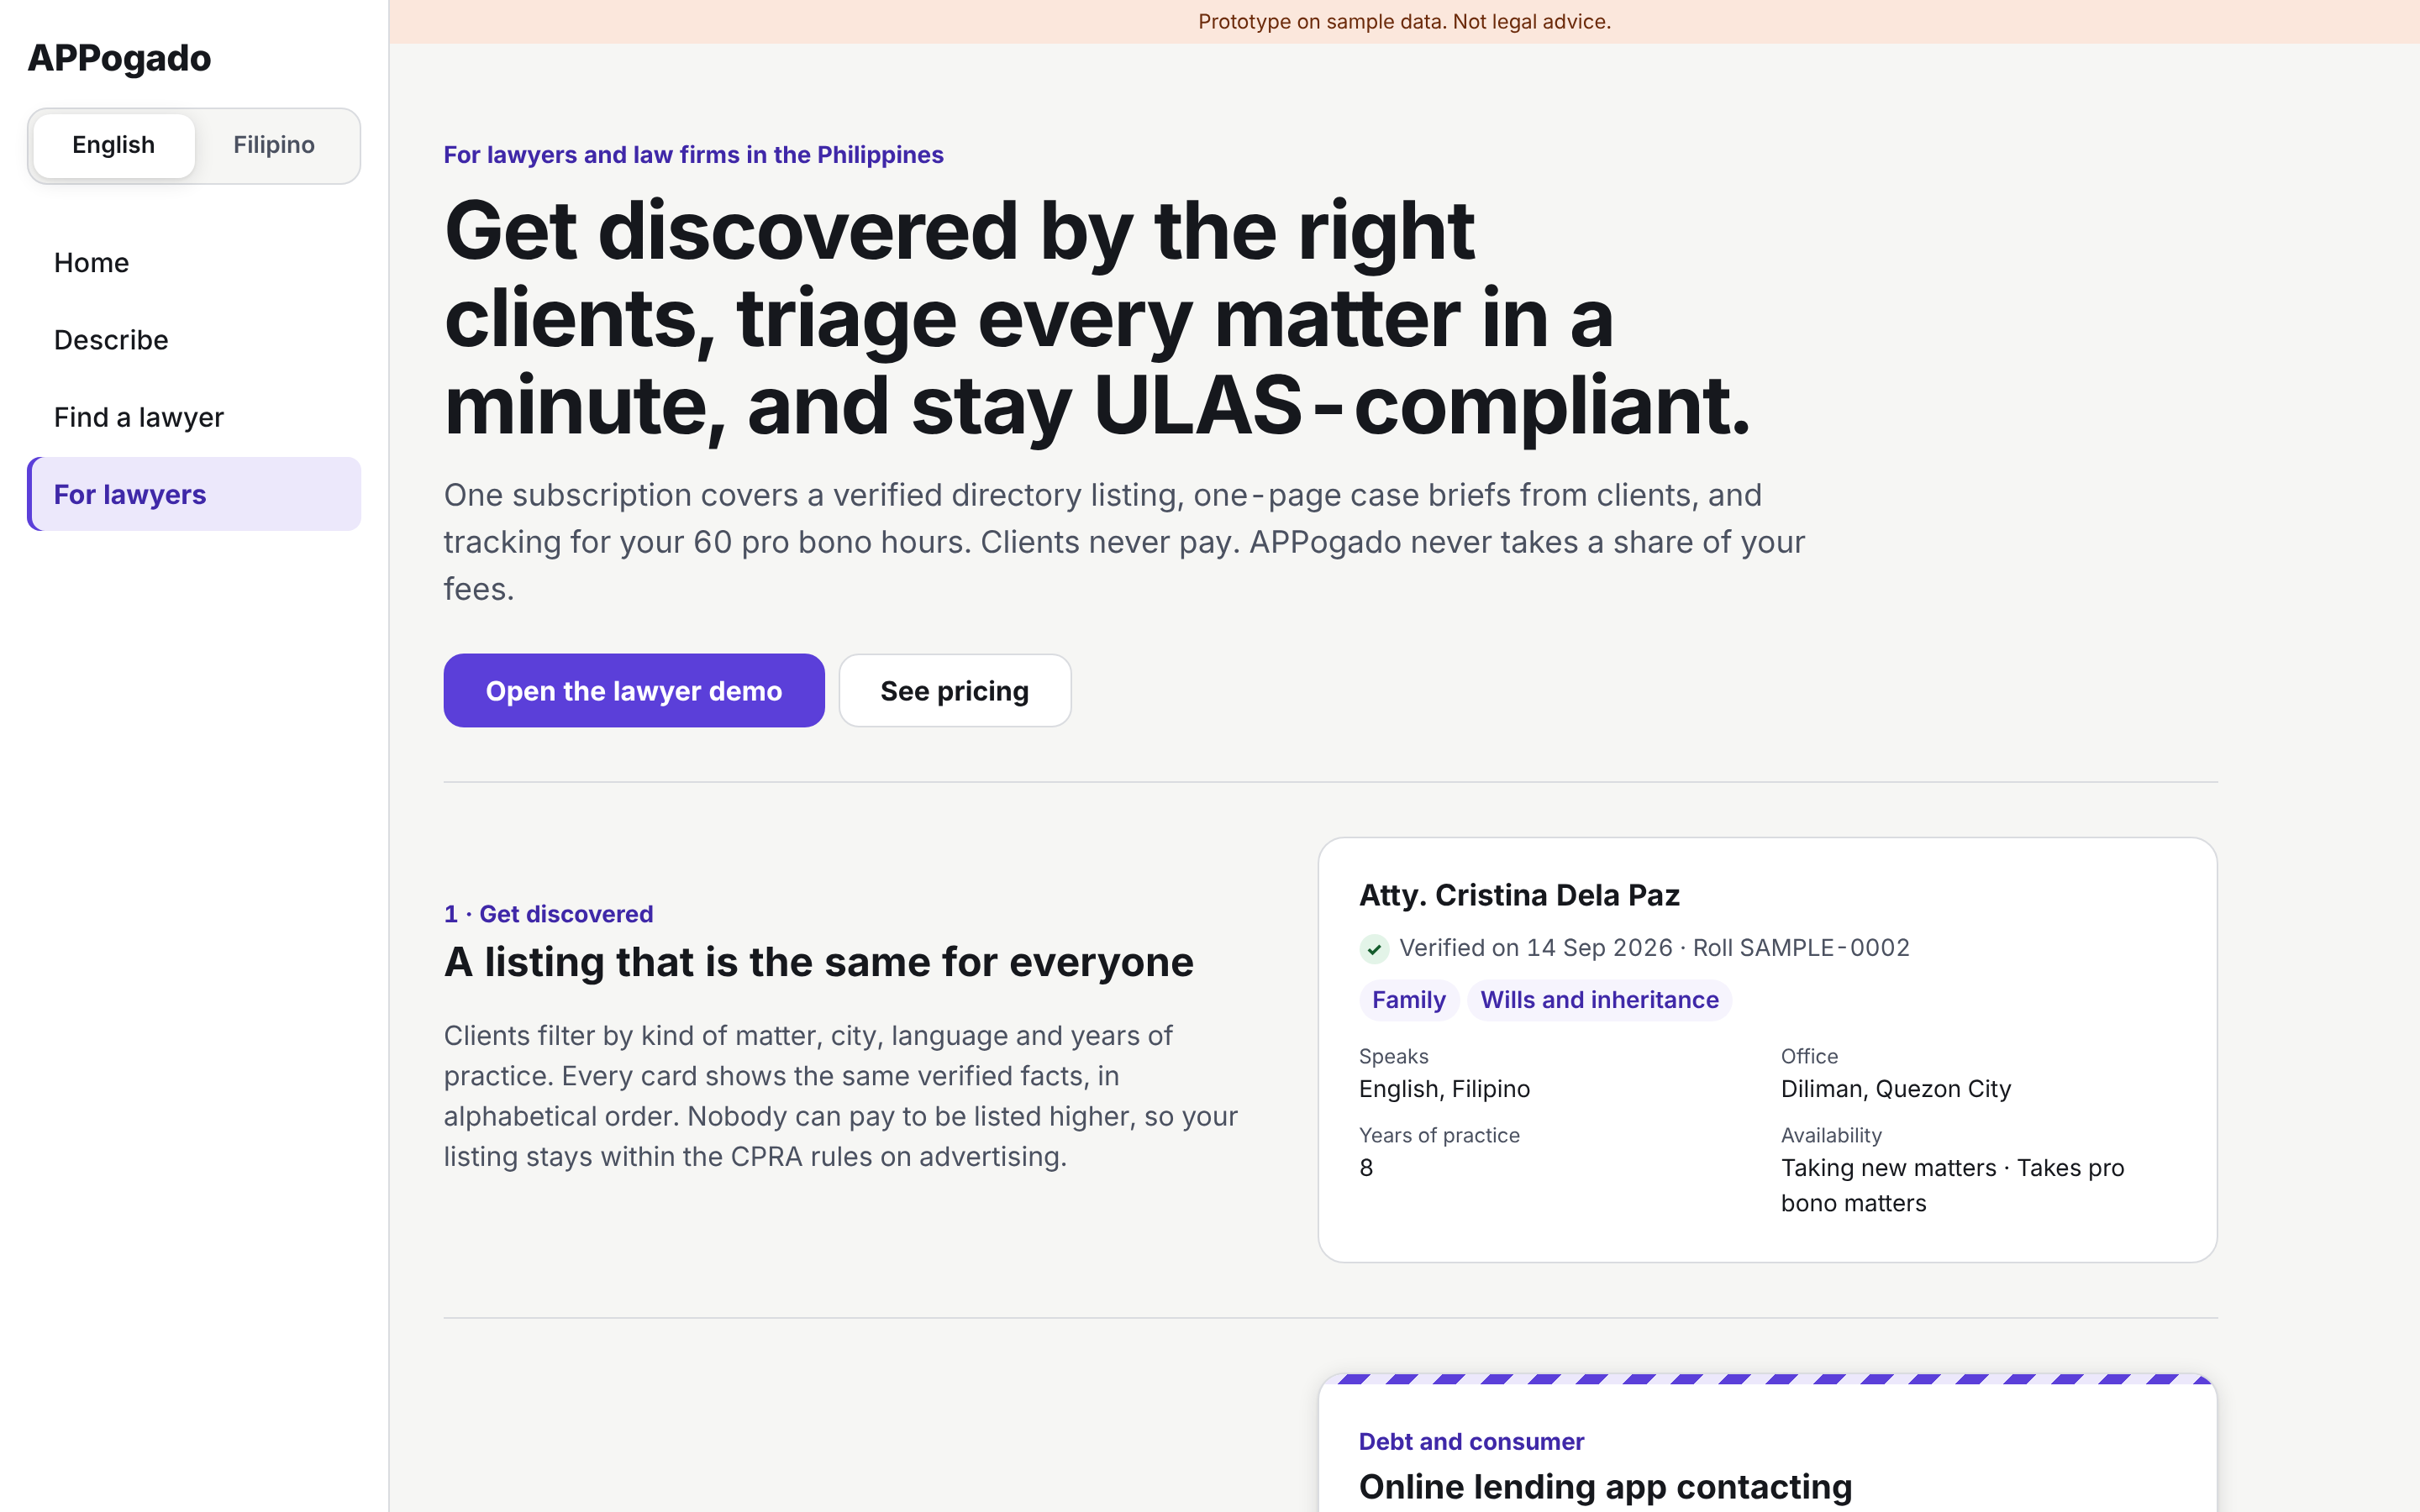 APPogado
English
Filipino
Home
Describe
Find a lawyer
For lawyers
Prototype on sample data. Not legal advice.
For lawyers and law firms in the Philippines
Get discovered by the right
clients, triage every matter in a
minute, and stay ULAS-compliant.
One subscription covers a verified directory listing, one-page case briefs from clients, and
tracking for your 60 pro bono hours. Clients never pay. APPogado never takes a share of your
fees.
Open the lawyer demo
See pricing
1 · Get discovered
A listing that is the same for everyone
Clients filter by kind of matter, city, language and years of
practice. Every card shows the same verified facts, in
alphabetical order. Nobody can pay to be listed higher, so your
listing stays within the CPRA rules on advertising.
Atty. Cristina Dela Paz
Verified on 14 Sep 2026 · Roll SAMPLE-0002
Family
Wills and inheritance
Speaks
English, Filipino
Office
Diliman, Quezon City
Years of practice
8
Availability
Taking new matters · Takes pro
bono matters
Debt and consumer
Online lending app contacting